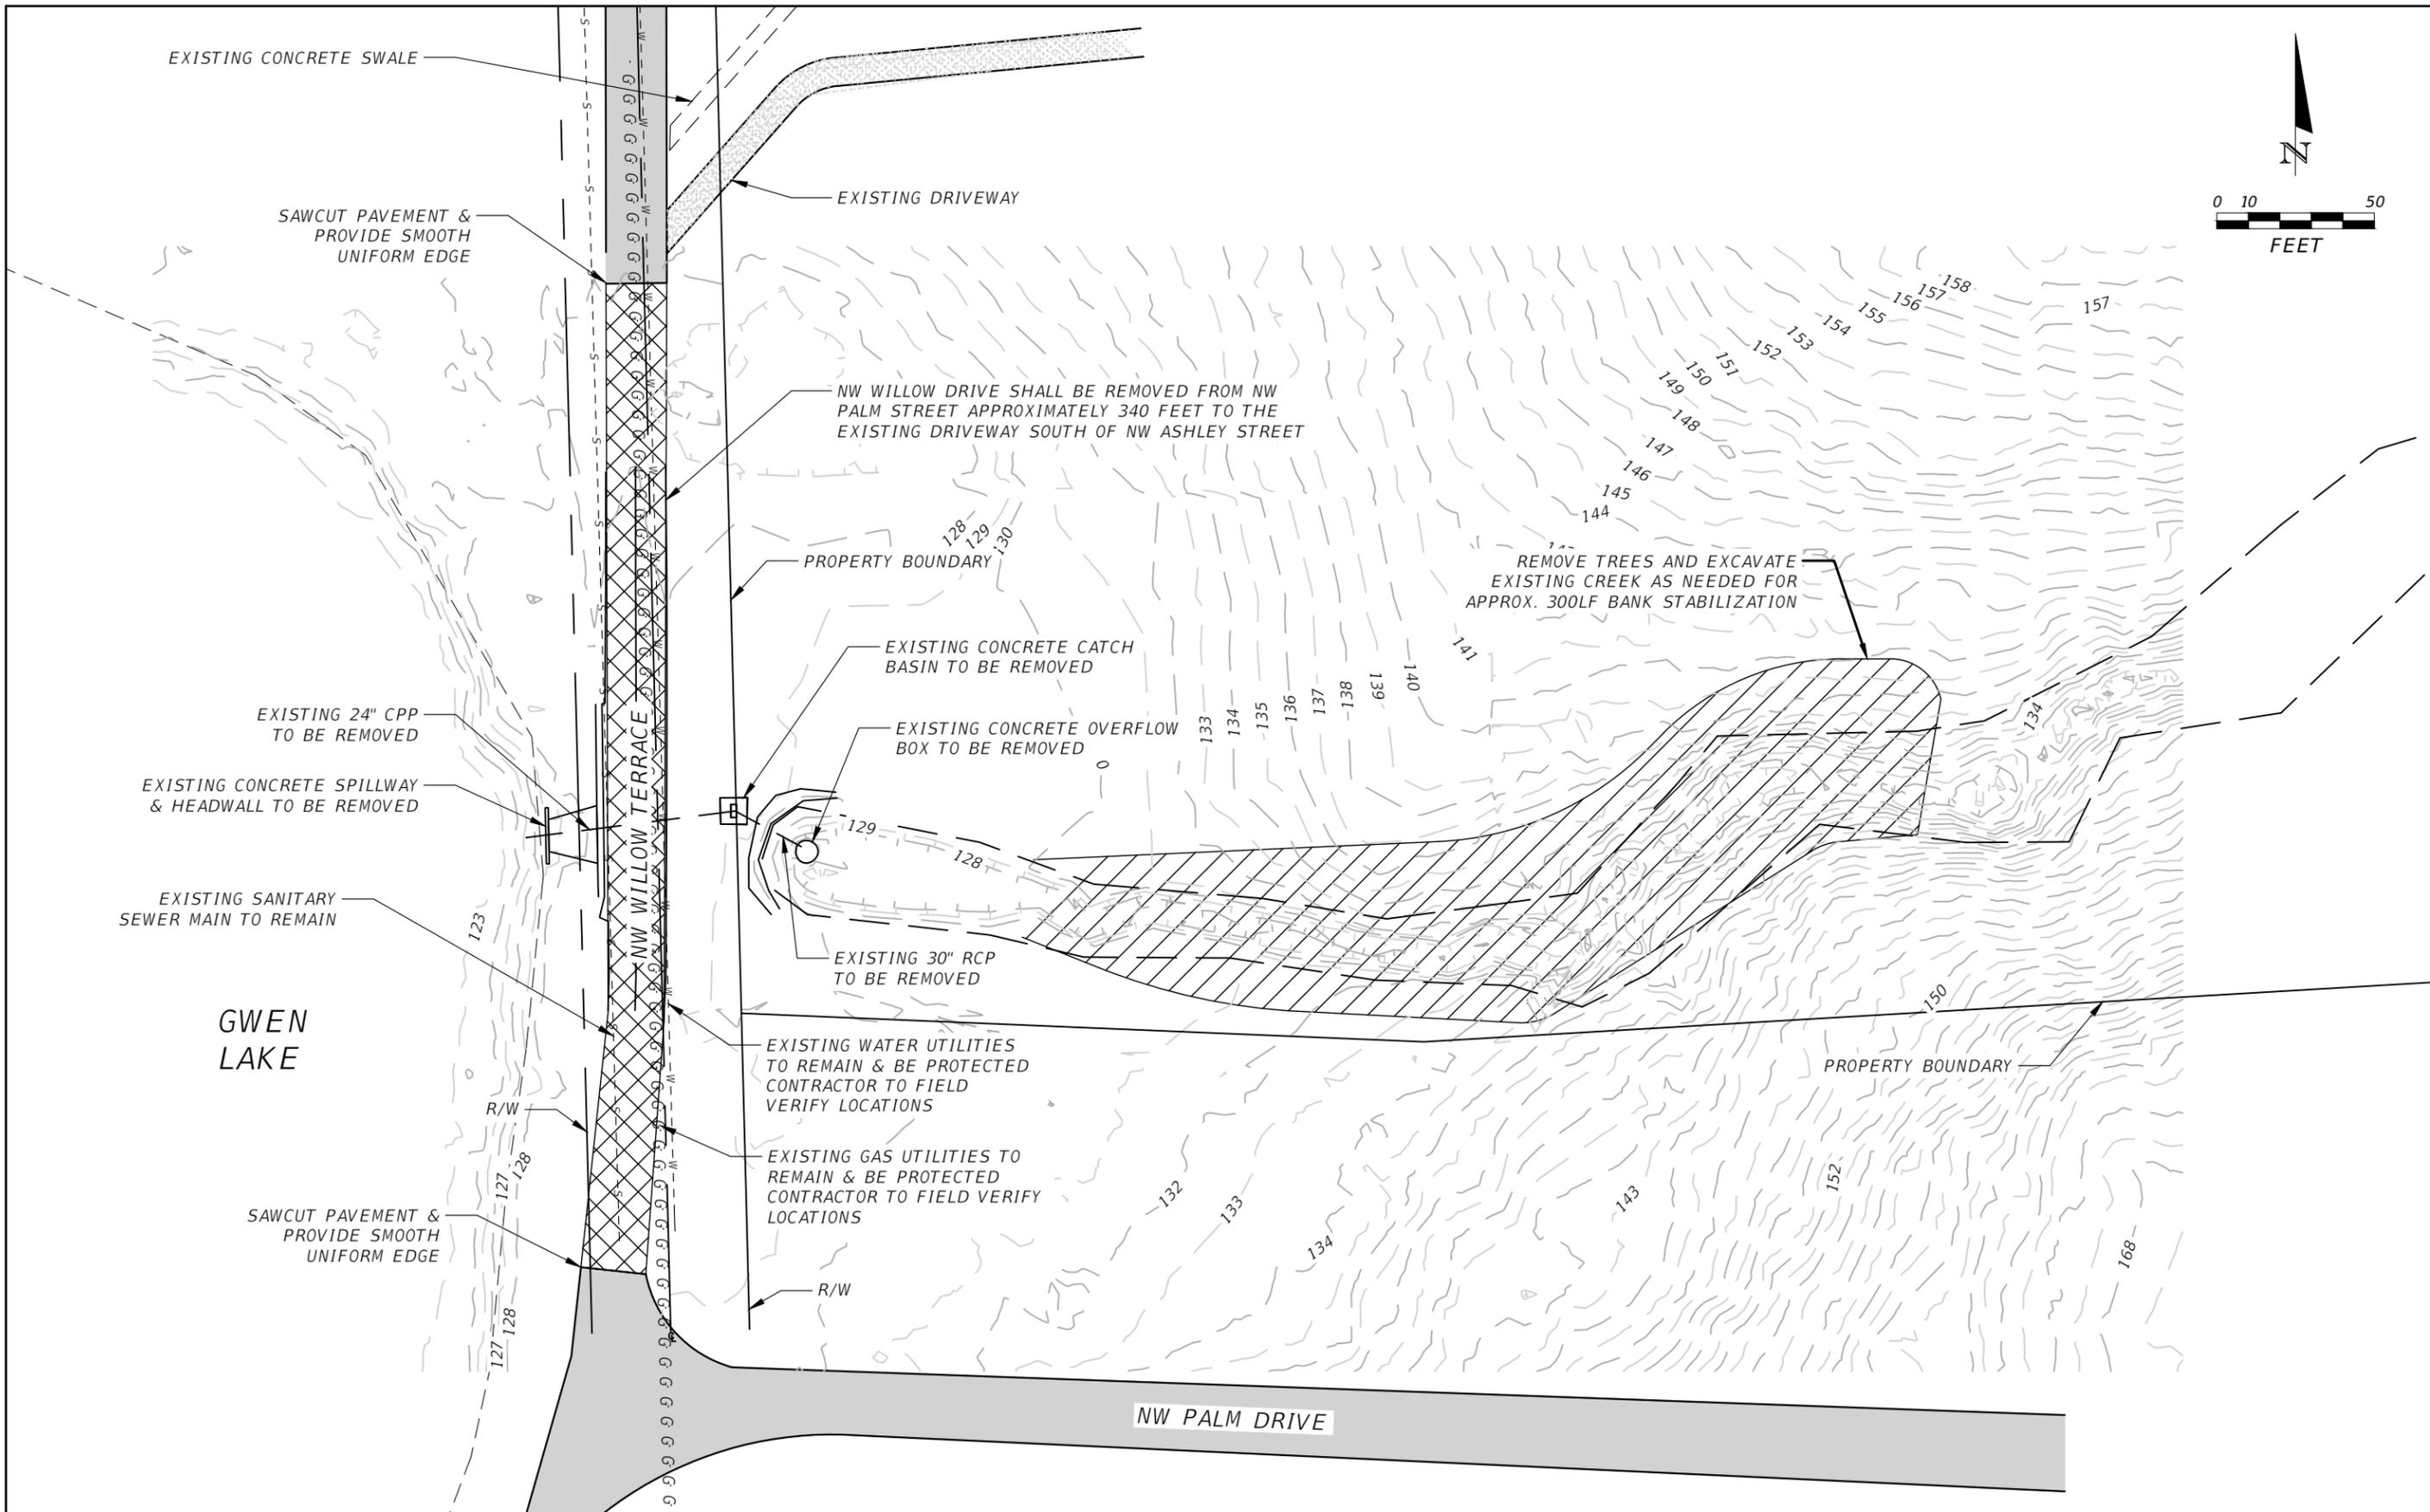 EXISTING CONCRETE SWALE
EXISTING DRIVEWAY
SAWCUT PAVEMENT &
PROVIDE SMOOTH
UNIFORM EDGE
N
0 10 50
FEET
158
157
156
155
154
153
152
151
150
149
148
147
146
145
144
157
NW WILLOW DRIVE SHALL BE REMOVED FROM NW
PALM STREET APPROXIMATELY 340 FEET TO THE
EXISTING DRIVEWAY SOUTH OF NW ASHLEY STREET
128
129
130
PROPERTY BOUNDARY
REMOVE TREES AND EXCAVATE
EXISTING CREEK AS NEEDED FOR
APPROX. 300LF BANK STABILIZATION
EXISTING CONCRETE CATCH
BASIN TO BE REMOVED
133
134
135
136
137
138
139
140
141
134
EXISTING 24" CPP
TO BE REMOVED
EXISTING CONCRETE OVERFLOW
BOX TO BE REMOVED
0
EXISTING CONCRETE SPILLWAY
& HEADWALL TO BE REMOVED
NW WILLOW TERRACE
129
128
EXISTING SANITARY
SEWER MAIN TO REMAIN
123
EXISTING 30" RCP
TO BE REMOVED
GWEN
LAKE
150
EXISTING WATER UTILITIES
TO REMAIN & BE PROTECTED
CONTRACTOR TO FIELD
VERIFY LOCATIONS
PROPERTY BOUNDARY
R/W
EXISTING GAS UTILITIES TO
REMAIN & BE PROTECTED
CONTRACTOR TO FIELD VERIFY
LOCATIONS
127
128
132
133
134
143
152
168
SAWCUT PAVEMENT &
PROVIDE SMOOTH
UNIFORM EDGE
R/W
127
128
NW PALM DRIVE